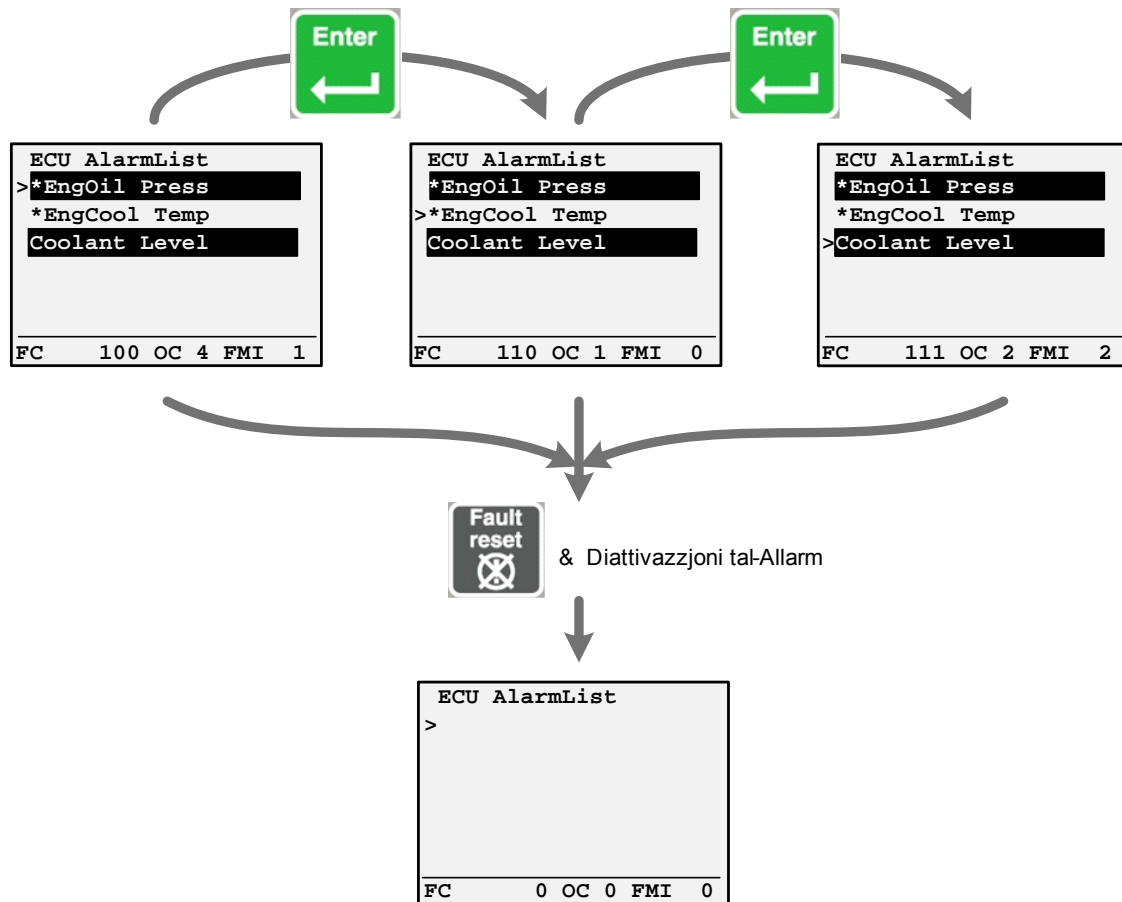 Enter
Enter
ECU AlarmList
>*EngOil Press
*EngCool Temp
Coolant Level
FC 100 OC 4 FMI 1
ECU AlarmList
*EngOil Press
>*EngCool Temp
Coolant Level
FC 110 OC 1 FMI 0
ECU AlarmList
*EngOil Press
*EngCool Temp
>Coolant Level
FC 111 OC 2 FMI 2
Fault
reset
& Diattivazzjoni tal-Allarm
ECU AlarmList
>
FC 0 OC 0 FMI 0